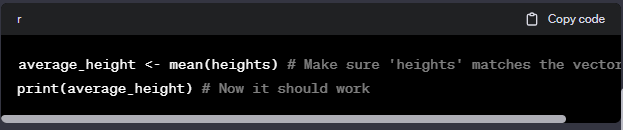 r
Copy code
average_height <- mean(heights) # Make sure 'heights' matches the vector
print(average_height) # Now it should work